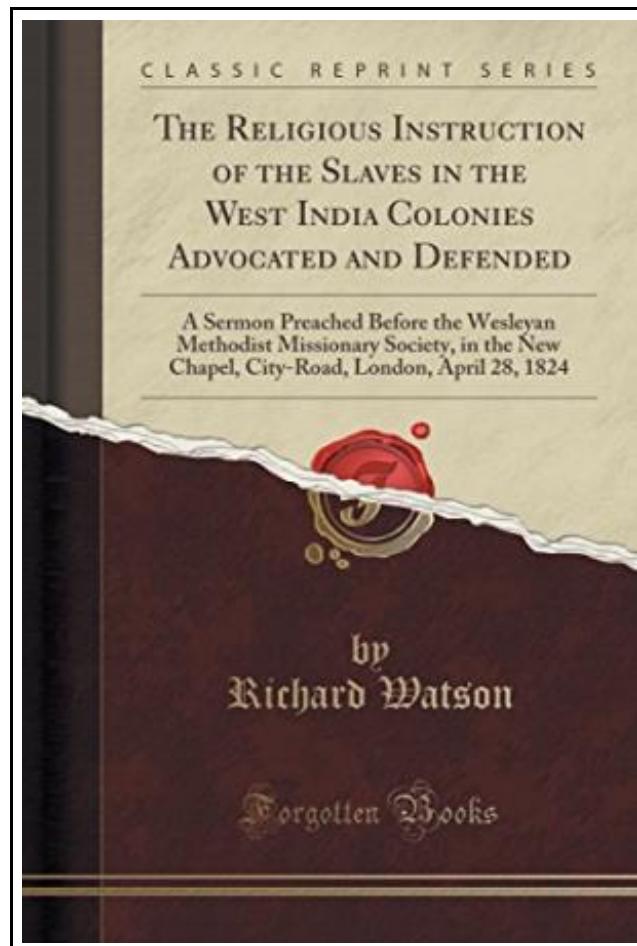 CLASSIC REPRINT SERIES
THE RELIGIOUS INSTRUCTION
OF THE SLAVES IN THE
WEST INDIA COLONIES
ADVOCATED AND DEFENDED
A Sermon Preached Before the Wesleyan
Methodist Missionary Society, in the New
Chapel, City-Road, London, April 28, 1824
by
Richard Watson
Forgotten Books